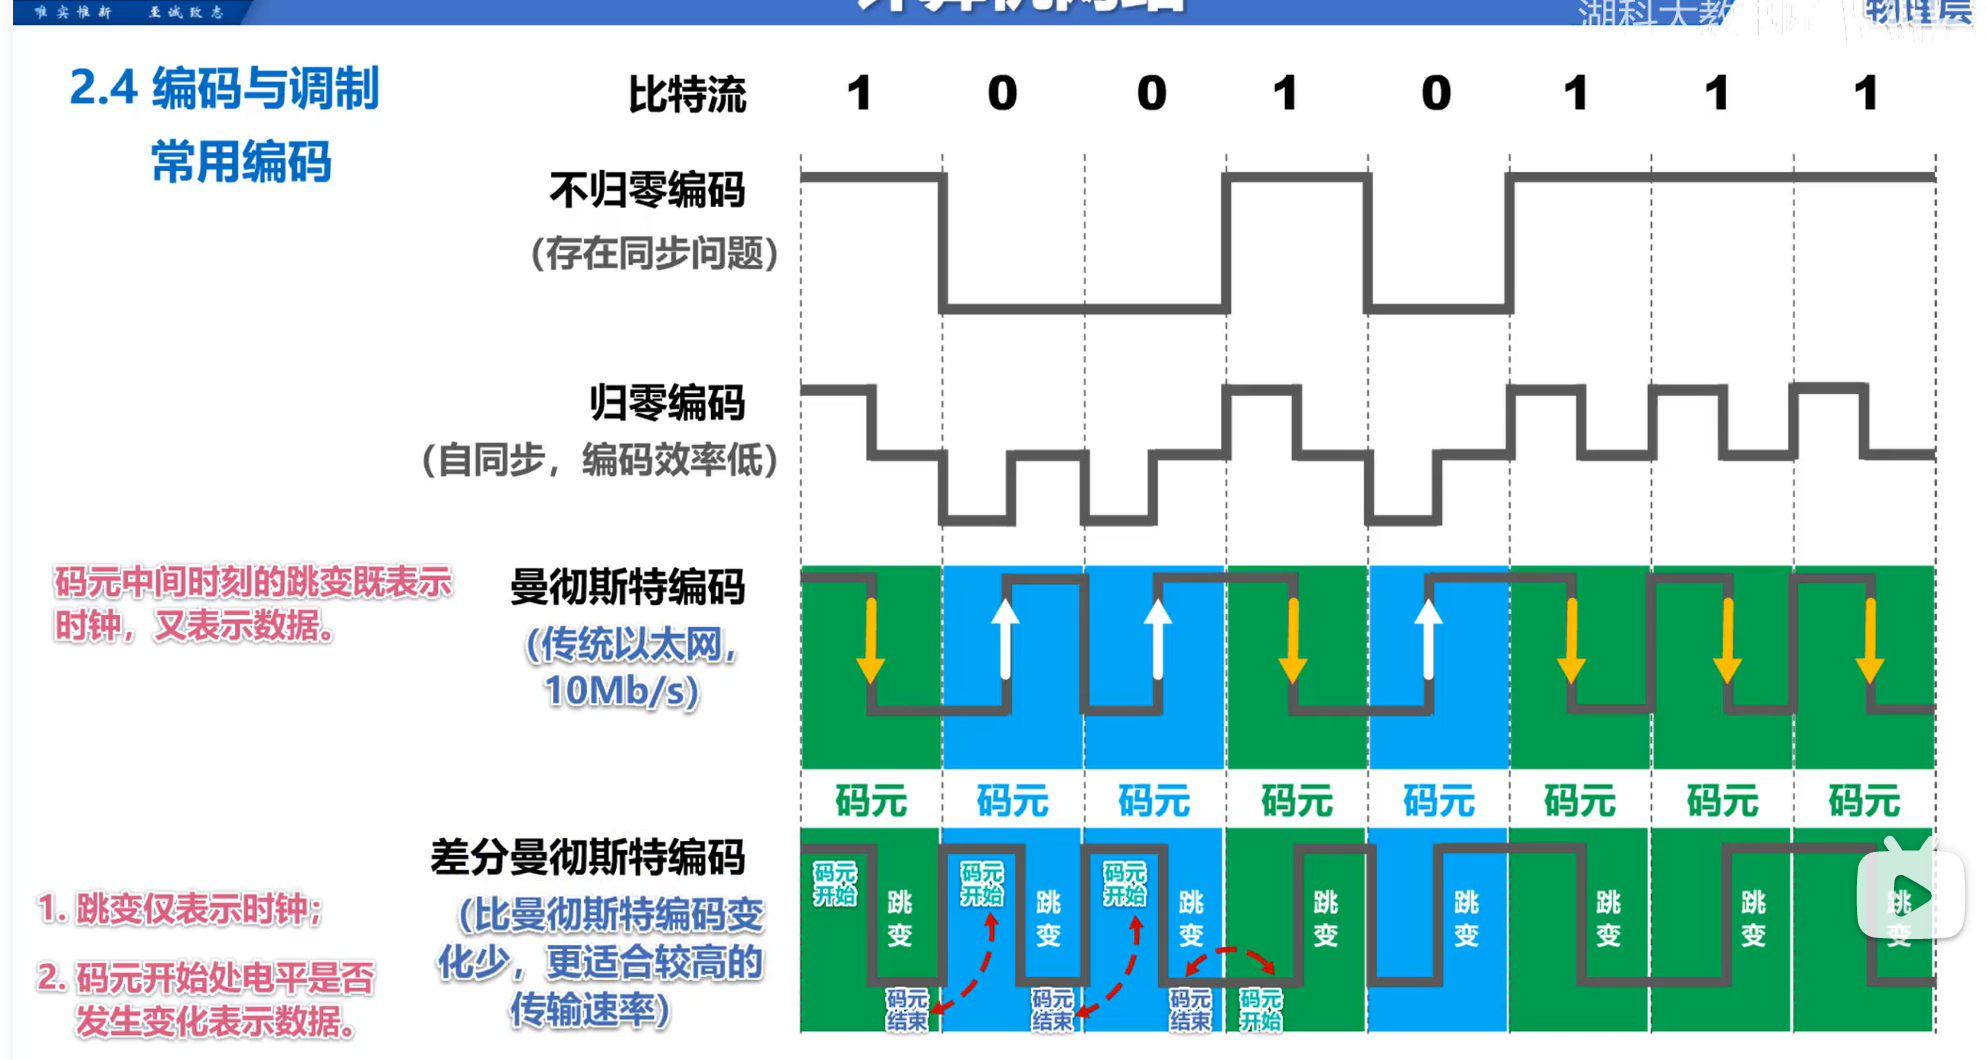 唯实惟新 至诚致志
计算机网络
物理层
2.4 编码与调制
常用编码
比特流 1 0 0 1 0 1 1 1
不归零编码
（存在同步问题）
归零编码
（自同步，编码效率低）
码元中间时刻的跳变既表示
时钟，又表示数据。
曼彻斯特编码
（传统以太网，
10Mb/s）
码元 码元 码元 码元 码元 码元 码元 码元
差分曼彻斯特编码
（比曼彻斯特编码变
化少，更适合较高的
传输速率）
1. 跳变仅表示时钟；
2. 码元开始处电平是否
发生变化表示数据。
码元
开始
跳
变
码元
结束
码元
开始
跳
变
码元
结束
码元
开始
跳
变
码元
结束
码元
开始
跳
变
跳
变
跳
变
跳
变
跳
变